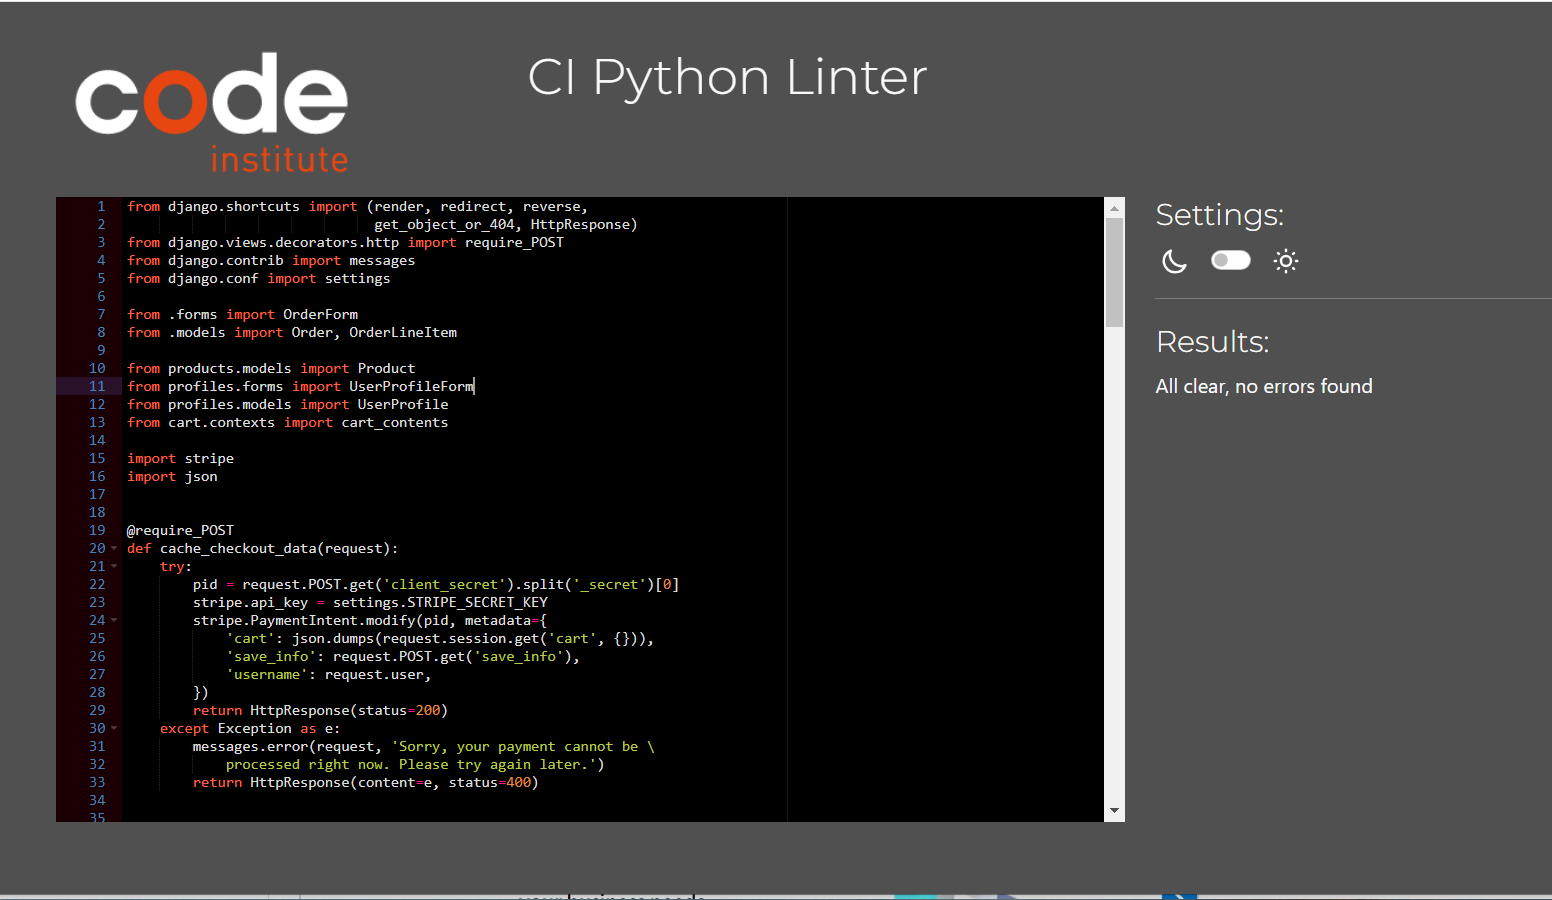 code
institute
CI Python Linter
1 from django.shortcuts import (render, redirect, reverse,
2 get_object_or_404, HttpResponse)
3 from django.views.decorators.http import require_POST
4 from django.contrib import messages
5 from django.conf import settings
6
7 from .forms import OrderForm
8 from .models import Order, OrderLineItem
9
10 from products.models import Product
11 from profiles.forms import UserProfileForm
12 from profiles.models import UserProfile
13 from cart.contexts import cart_contents
14
15 import stripe
16 import json
17
18
19 @require_POST
20 def cache_checkout_data(request):
21 try:
22 pid = request.POST.get('client_secret').split('_secret')[0]
23 stripe.api_key = settings.STRIPE_SECRET_KEY
24 stripe.PaymentIntent.modify(pid, metadata={
25 'cart': json.dumps(request.session.get('cart', {})),
26 'save_info': request.POST.get('save_info'),
27 'username': request.user,
28 })
29 return HttpResponse(status=200)
30 except Exception as e:
31 messages.error(request, 'Sorry, your payment cannot be \
32 processed right now. Please try again later.')
33 return HttpResponse(content=e, status=400)
34
35
Settings:
Results:
All clear, no errors found